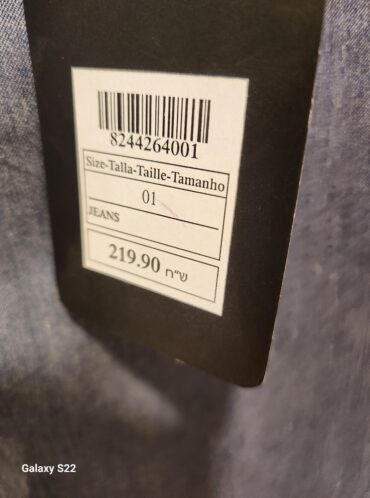 8244264001
Size-Talla-Taille-Tamanho
01
JEANS
219.90 ש״ח
Galaxy S22